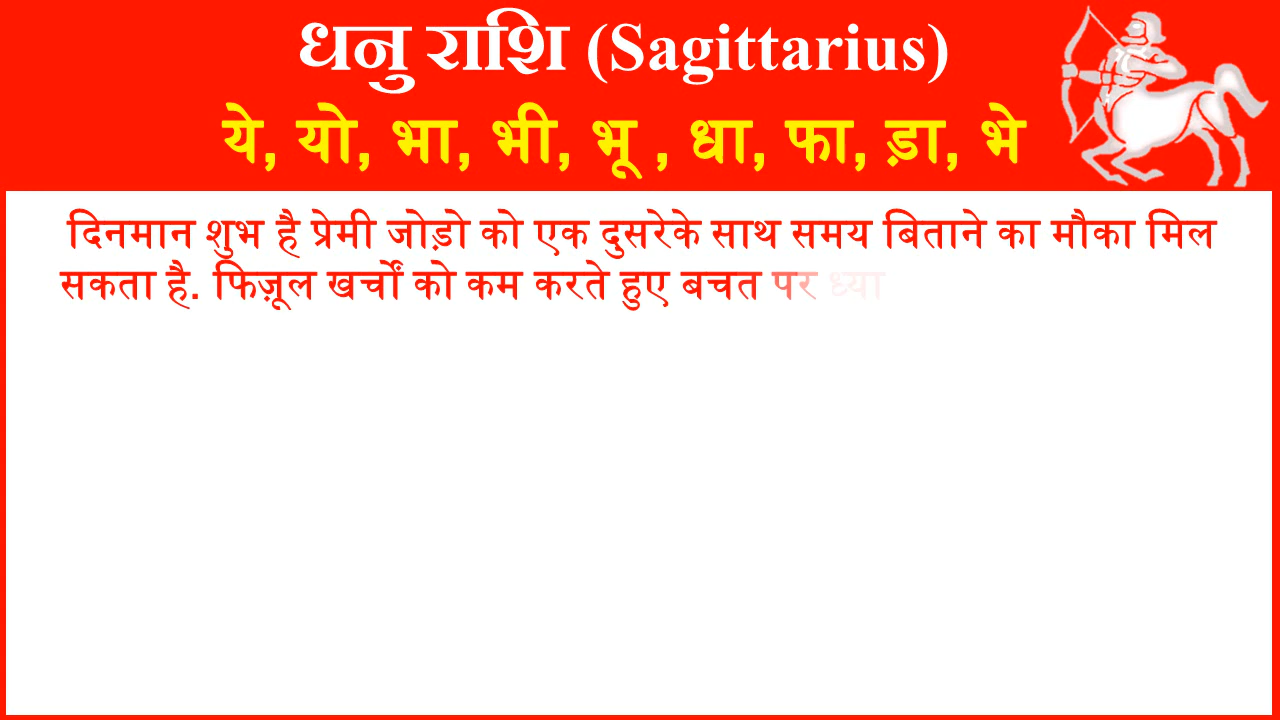 धनु राशि (Sagittarius)
ये, यो, भा, भी, भू , धा, फा, ड़ा, भे
दिनमान शुभ है प्रेमी जोड़ो को एक दुसरेके साथ समय बिताने का मौका मिल
सकता है. फिज़ूल खर्चों को कम करते हुए बचत पर ध्या